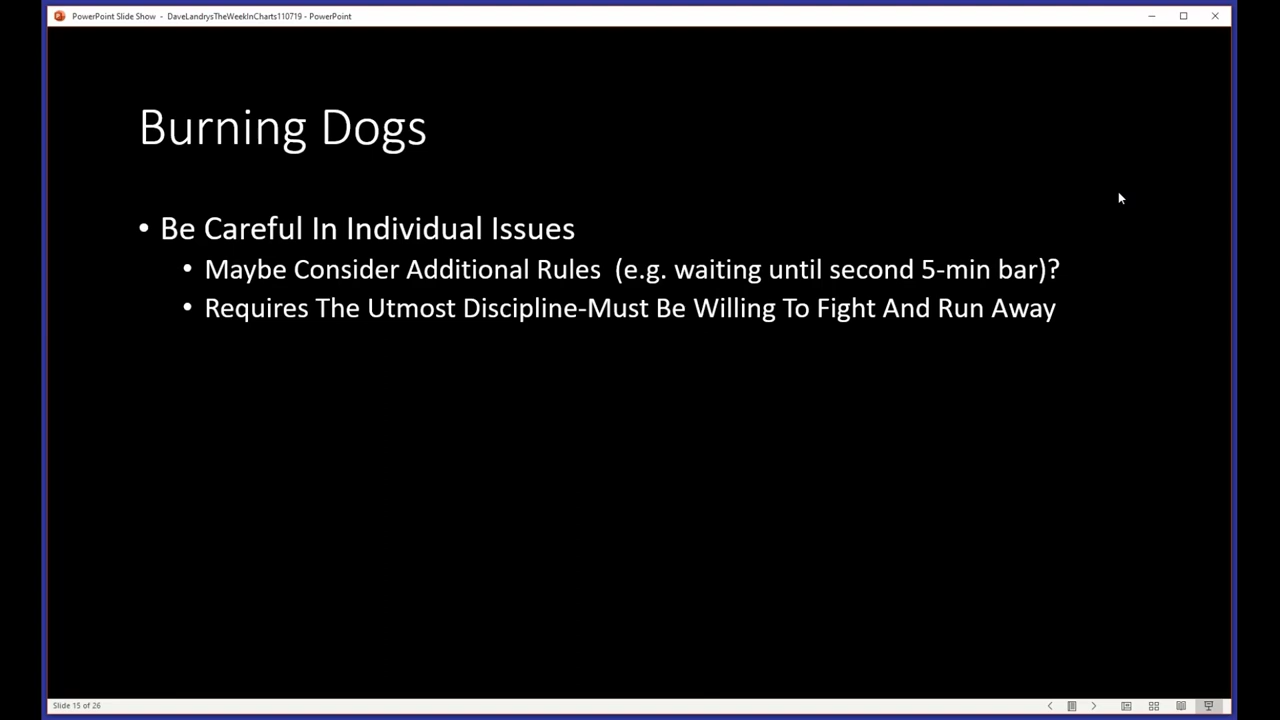 PowerPoint Slide Show - DaveLandrysTheWeekInCharts110719 - PowerPoint
Burning Dogs
• Be Careful In Individual Issues
• Maybe Consider Additional Rules (e.g. waiting until second 5-min bar)?
• Requires The Utmost Discipline-Must Be Willing To Fight And Run Away
Slide 15 of 26